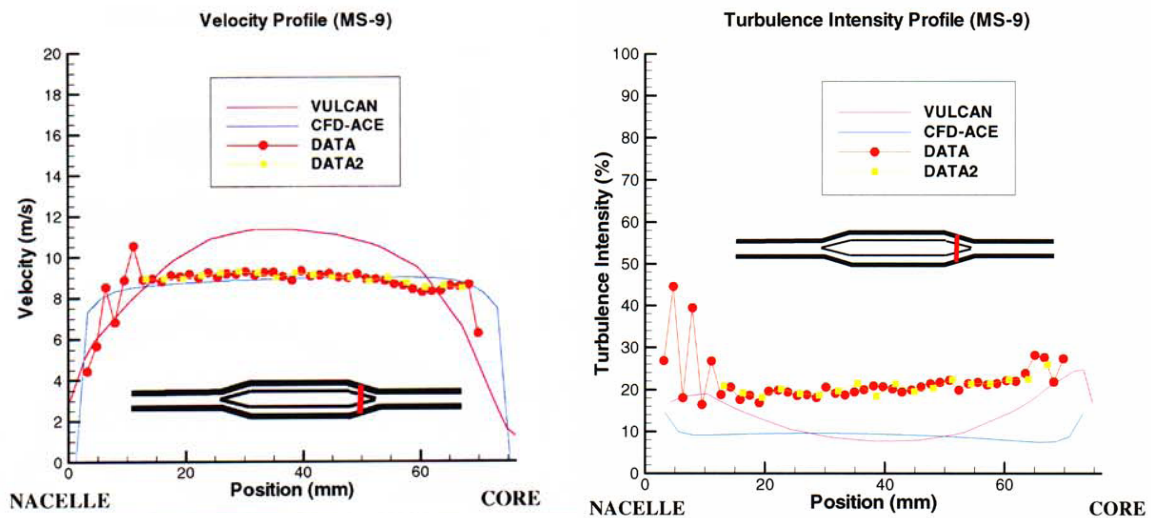 Velocity Profile (MS-9)
20
18
16
14
12
10
8
6
4
2
0
Velocity (m/s)
VULCAN
CFD-ACE
DATA
DATA2
0
20
40
60
Position (mm)
NACELLE
CORE
Turbulence Intensity Profile (MS-9)
100
90
80
70
60
50
40
30
20
10
0
Turbulence Intensity (%)
VULCAN
CFD-ACE
DATA
DATA2
20
40
60
Position (mm)
NACELLE
CORE